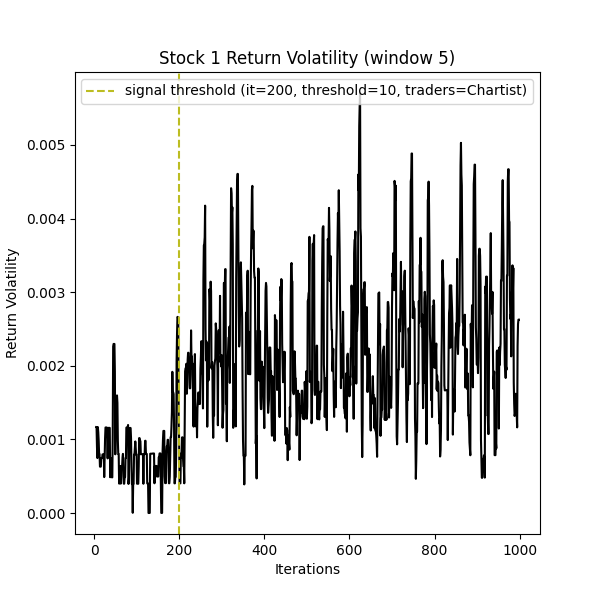 Stock 1 Return Volatility (window 5)
signal threshold (it=200, threshold=10, traders=Chartist)
0.005
0.004
0.003
0.002
0.001
0.000
Return Volatility
0 200 400 600 800 1000
Iterations